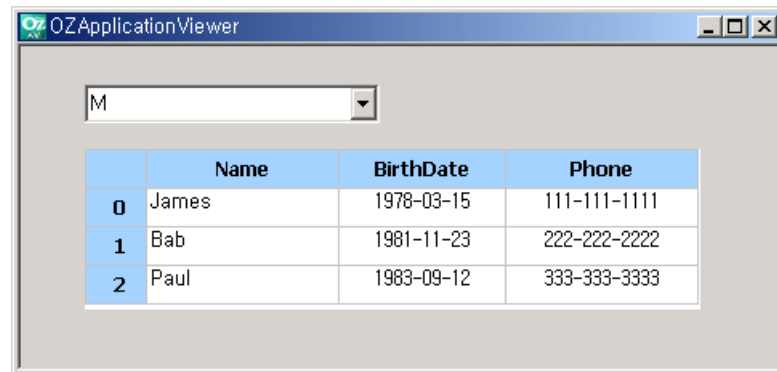 OZ OZApplicationViewer
M
Name BirthDate Phone
0 James 1978-03-15 111-111-1111
1 Bab 1981-11-23 222-222-2222
2 Paul 1983-09-12 333-333-3333